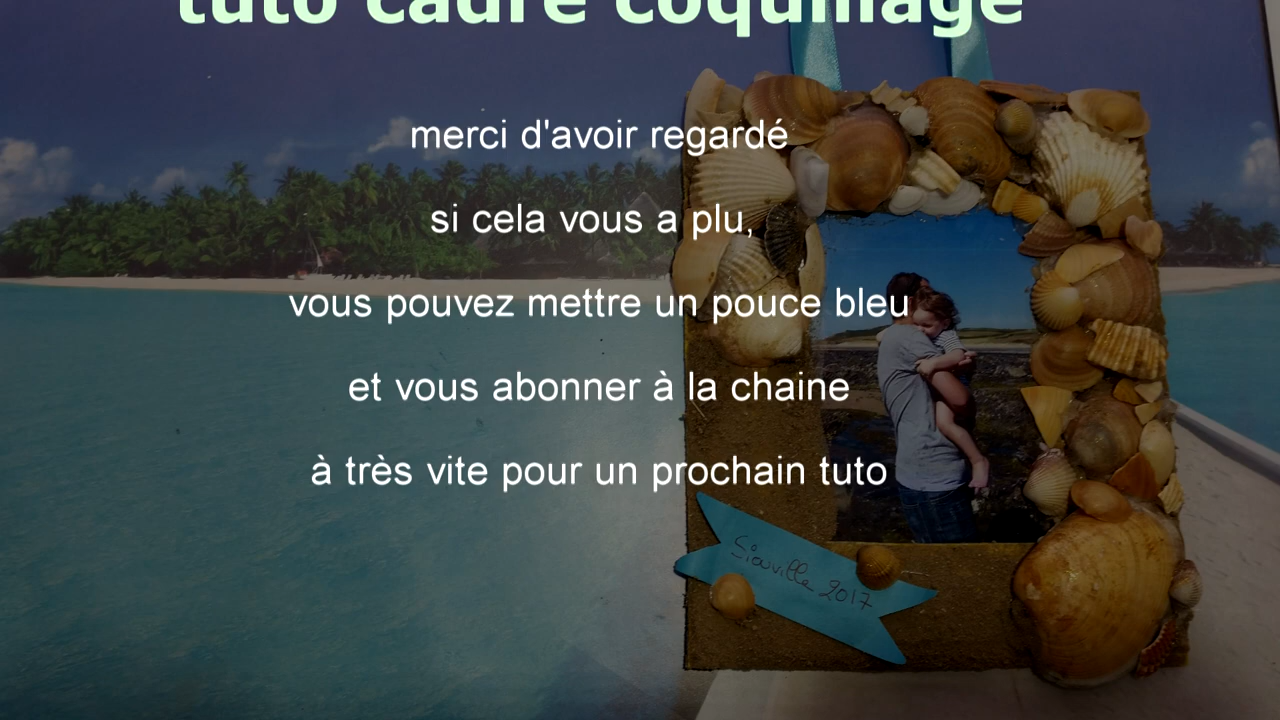 tuto cadre coquillage
merci d'avoir regardé
si cela vous a plu,
vous pouvez mettre un pouce bleu
et vous abonner à la chaine
à très vite pour un prochain tuto
Siouville 2017